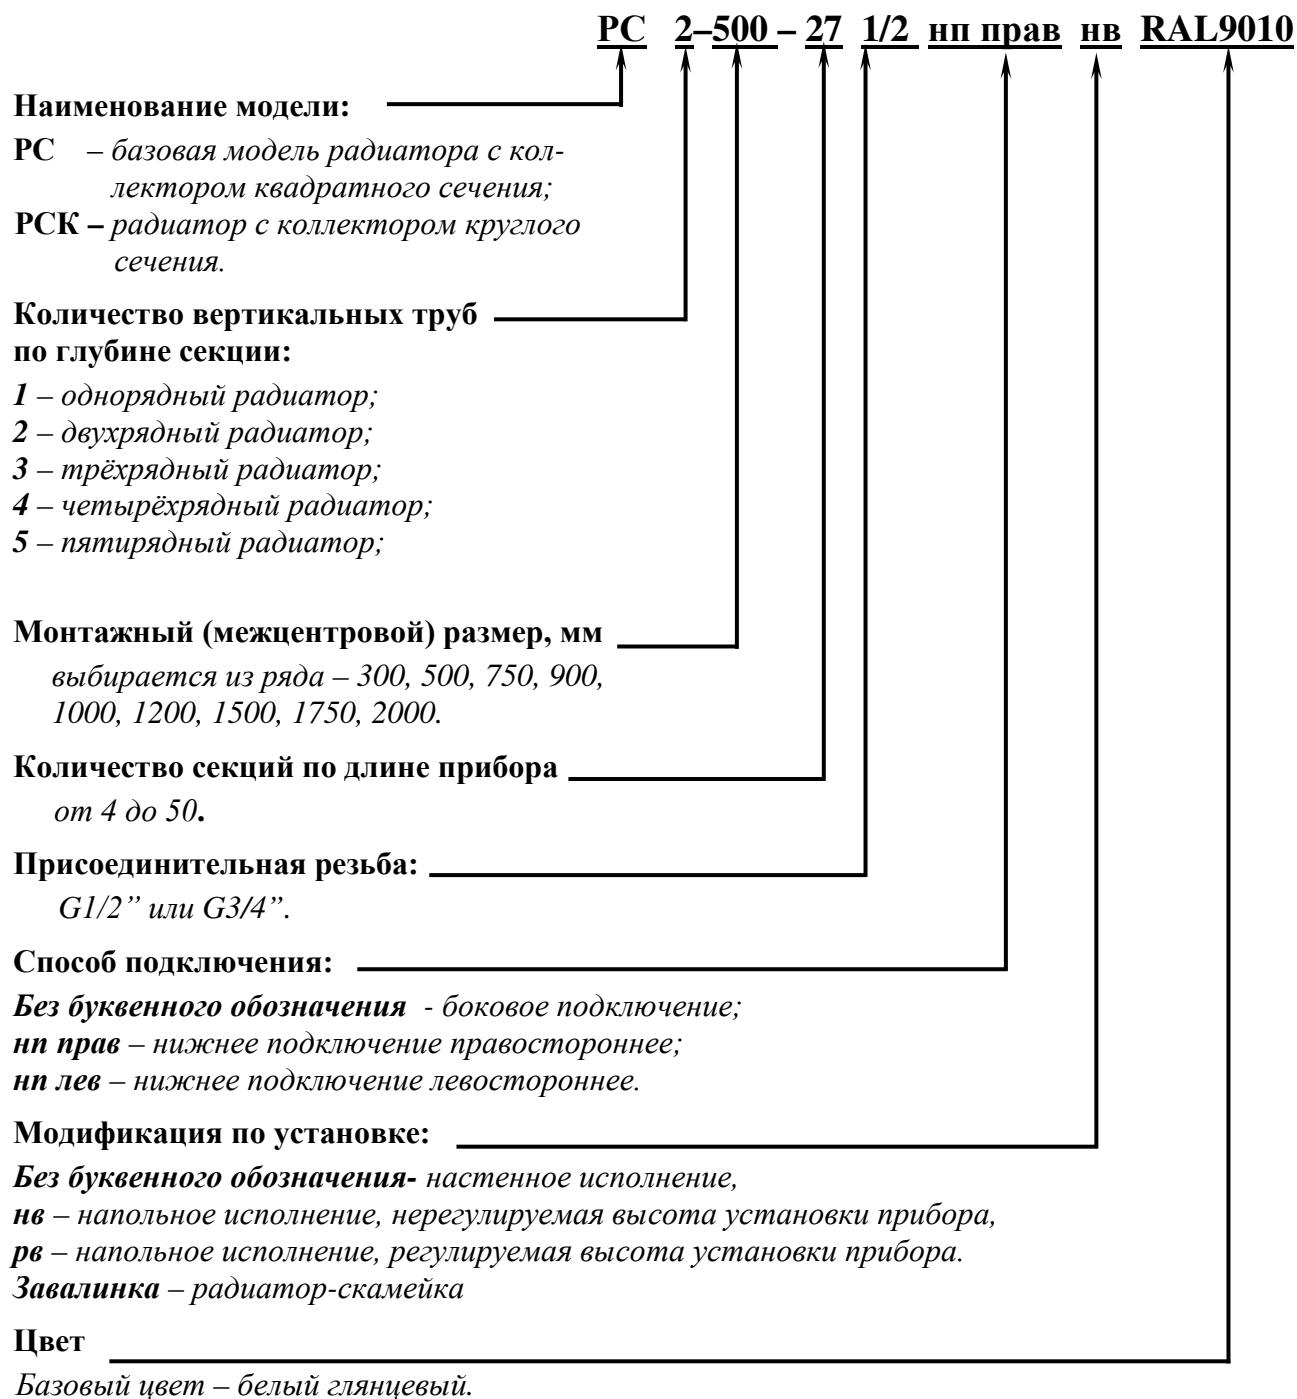 РС 2–500 – 27 1/2 нп прав нв RAL9010
Наименование модели:
РС – базовая модель радиатора с кол-
лектором квадратного сечения;
РСК – радиатор с коллектором круглого
сечения.
Количество вертикальных труб
по глубине секции:
1 – однорядный радиатор;
2 – двухрядный радиатор;
3 – трёхрядный радиатор;
4 – четырёхрядный радиатор;
5 – пятирядный радиатор;
Монтажный (межцентровой) размер, мм
выбирается из ряда – 300, 500, 750, 900,
1000, 1200, 1500, 1750, 2000.
Количество секций по длине прибора
от 4 до 50.
Присоединительная резьба:
G1/2” или G3/4”.
Способ подключения:
Без буквенного обозначения - боковое подключение;
нп прав – нижнее подключение правостороннее;
нп лев – нижнее подключение левостороннее.
Модификация по установке:
Без буквенного обозначения- настенное исполнение,
нв – напольное исполнение, нерегулируемая высота установки прибора,
рв – напольное исполнение, регулируемая высота установки прибора.
Завалинка – радиатор-скамейка
Цвет
Базовый цвет – белый глянцевый.